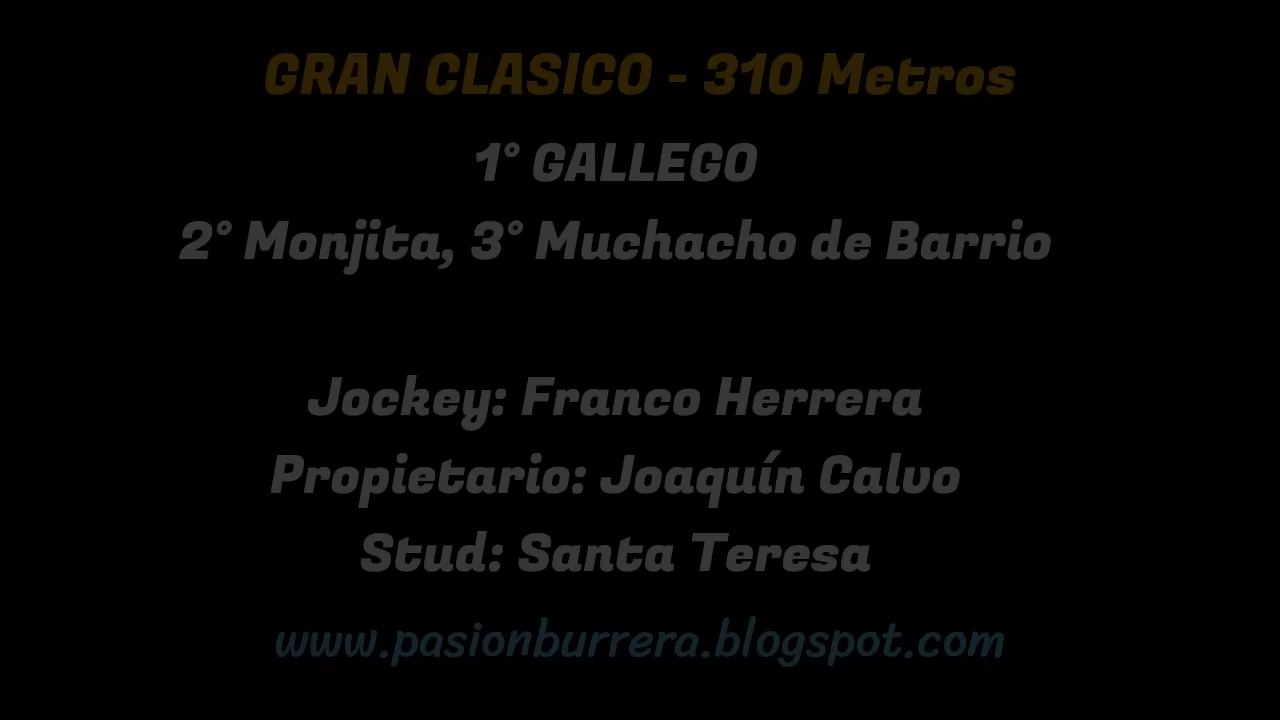 GRAN CLASICO - 310 Metros
1° GALLEGO
2° Monjita, 3° Muchacho de Barrio
Jockey: Franco Herrera
Propietario: Joaquín Calvo
Stud: Santa Teresa
www.pasionburrera.blogspot.com